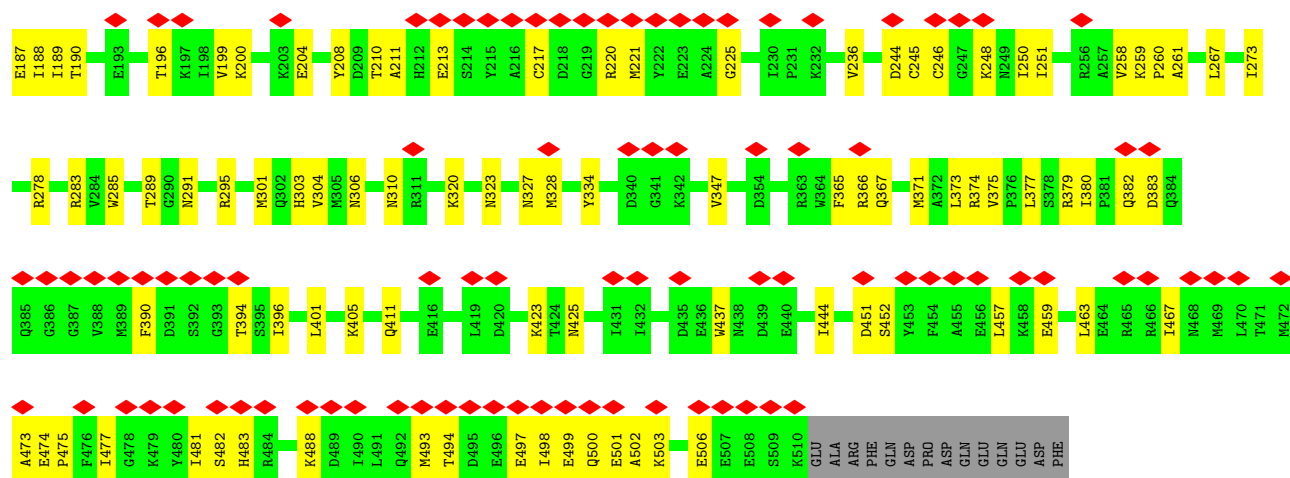 E187 I188 I189 T190 E193 T196 K197 I198 V199 K200 K203 E204 Y208 D209 T210 A211 H212 E213 S214 Y215 A216 C217 D218 G219 R220 M221 Y222 E223 A224 G225 I230 P231 K232 V236 D244 C245 C246 G247 K248 N249 I250 I251 R256 A257 V258 K259 P260 A261 L267 I273
R278 R283 V284 W285 T289 G290 N291 R295 M301 Q302 H303 V304 M305 N306 N310 R311 K320 N323 N327 M328 Y334 D340 G341 K342 V347 D354 R363 W364 F365 R366 Q367 M371 A372 L373 R374 V375 P376 L377 S378 R379 I380 P381 Q382 D383 Q384
Q385 G386 G387 V388 M389 F390 D391 S392 G393 T394 S395 I396 L401 K405 Q411 E416 L419 D420 K423 T424 N425 I431 I432 D435 E436 W437 N438 D439 E440 I444 D451 S452 Y453 F454 A455 E456 L457 K458 E459 L463 E464 R465 R466 I467 N468 M469 L470 T471 M472
A473 E474 P475 F476 I477 G478 K479 Y480 I481 S482 H483 R484 K488 D489 I490 L491 Q492 M493 T494 D495 E496 E497 I498 E499 Q500 E501 A502 K503 E506 E507 E508 S509 K510 GLU ALA ARG PHE GLN ASP PRO ASP GLN GLU GLN GLU ASP PHE